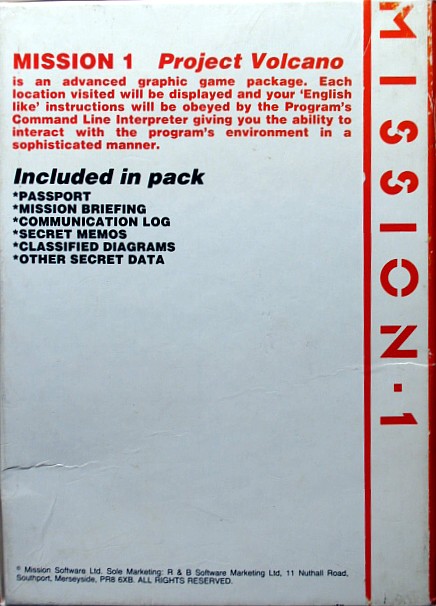 MISSION 1 Project Volcano
is an advanced graphic game package. Each
location visited will be displayed and your 'English
like' instructions will be obeyed by the Program's
Command Line Interpreter giving you the ability to
interact with the program's environment in a
sophisticated manner.
Included in pack
*PASSPORT
*MISSION BRIEFING
*COMMUNICATION LOG
*SECRET MEMOS
*CLASSIFIED DIAGRAMS
*OTHER SECRET DATA
© Mission Software Ltd. Sole Marketing: R & B Software Marketing Ltd, 11 Nuthall Road,
Southport, Merseyside, PR8 6XB. ALL RIGHTS RESERVED.
MISSION-1